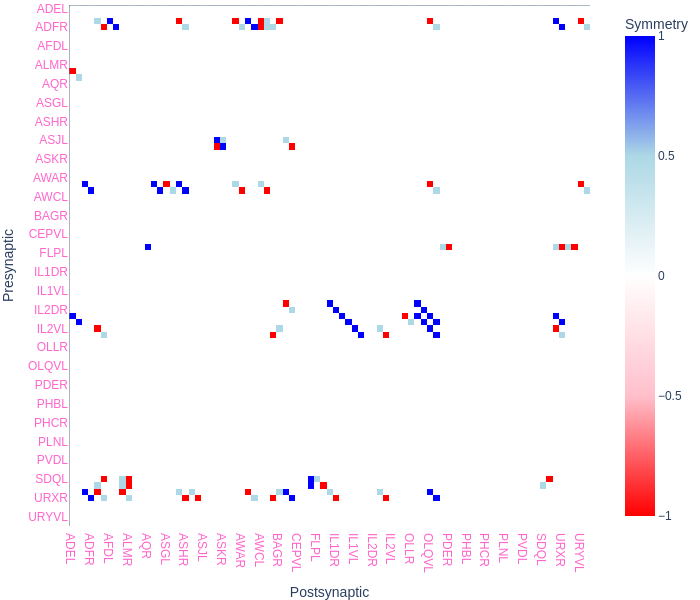 Symmetry
1
0.5
0
−0.5
−1
Presynaptic
ADEL
ADFR
AFDL
ALMR
AQR
ASGL
ASHR
ASJL
ASKR
AWAR
AWCL
BAGR
CEPVL
FLPL
IL1DR
IL1VL
IL2DR
IL2VL
OLLR
OLQVL
PDER
PHBL
PHCR
PLNL
PVDL
SDQL
URXR
URYVL
ADEL
ADFR
AFDL
ALMR
AQR
ASGL
ASHR
ASJL
ASKR
AWAR
AWCL
BAGR
CEPVL
FLPL
IL1DR
IL1VL
IL2DR
IL2VL
OLLR
OLQVL
PDER
PHBL
PHCR
PLNL
PVDL
SDQL
URXR
URYVL
Postsynaptic